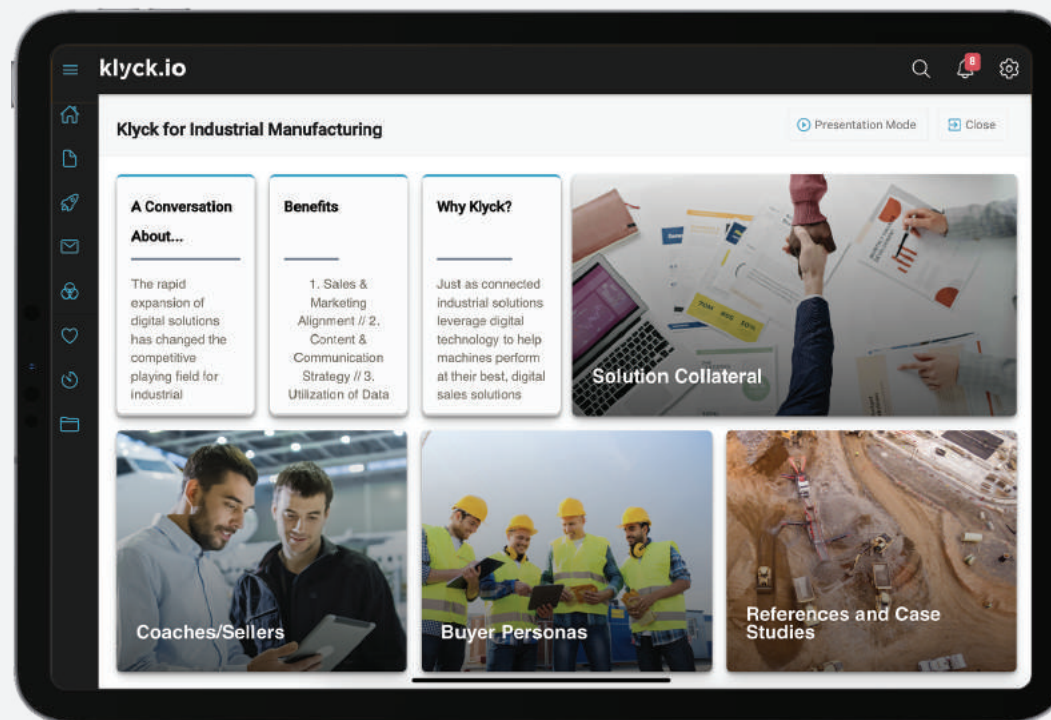 klyck.io
8
Klyck for Industrial Manufacturing
Presentation Mode
Close
A Conversation
About...
The rapid
expansion of
digital solutions
has changed the
competitive
playing field for
industrial
Benefits
1. Sales &
Marketing
Alignment // 2.
Content &
Communication
Strategy // 3.
Utilization of Data
Why Klyck?
Just as connected
industrial solutions
leverage digital
technology to help
machines perform
at their best, digital
sales solutions
70M 40S 50%
Solution Collateral
Coaches/Sellers
Buyer Personas
References and Case
Studies